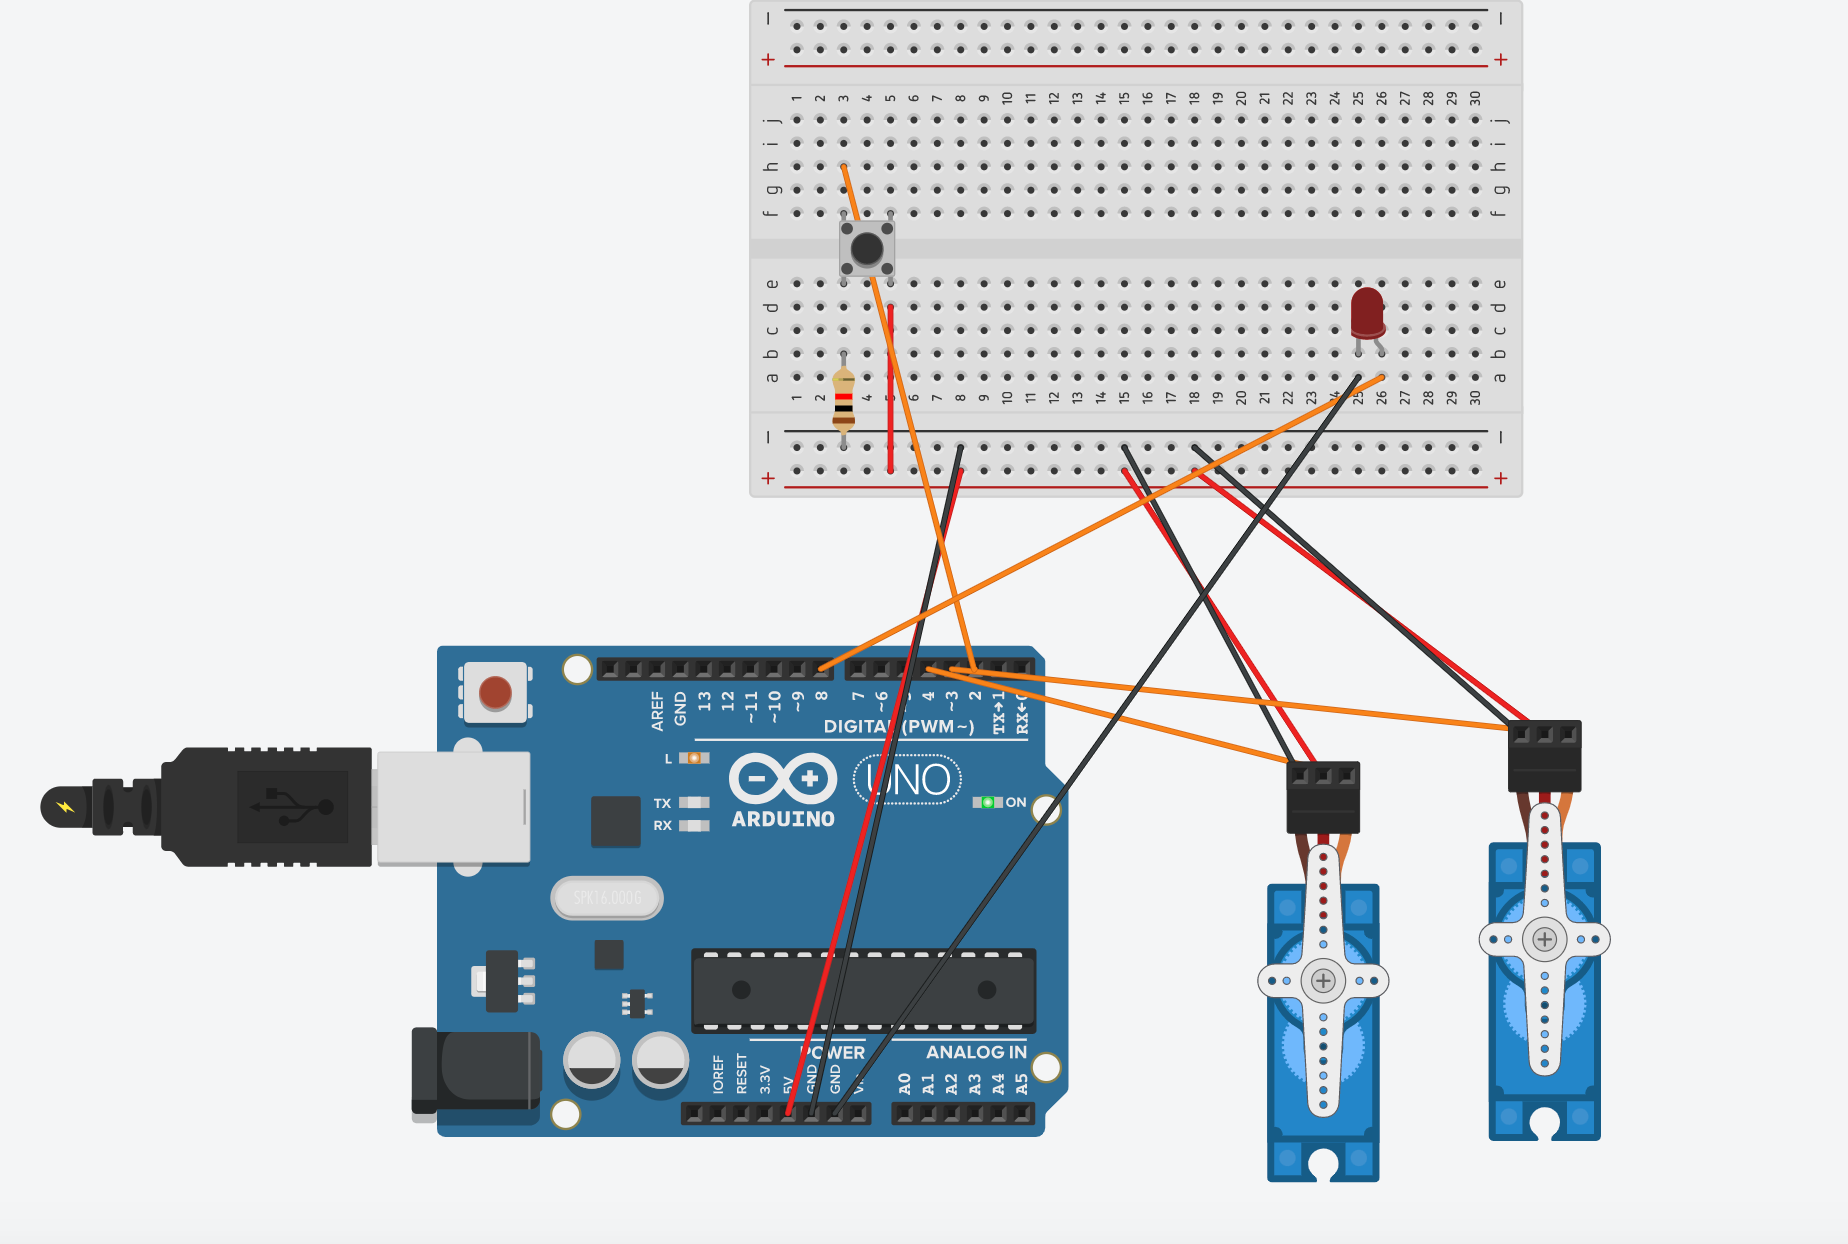 − −
+ +
1 2 3 4 5 6 7 8 9 10 11 12 13 14 15 16 17 18 19 20 21 22 23 24 25 26 27 28 29 30
j j
i i
h h
g g
f f
e e
d d
c c
b b
a a
1 2 4 5 6 7 8 9 10 11 12 13 14 15 16 17 18 19 20 21 22 23 24 25 26 27 28 29 30
− −
+ +
AREF GND 13 12 ~11 ~10 ~9 8 7 ~6 4 ~3 2 TX→1 RX←0
DIGITAL (PWM~)
L
UNO
TX ON
RX ARDUINO
SPK16.000G
POWER ANALOG IN
IOREF RESET 3.3V 5V GND GND A0 A1 A2 A3 A4 A5